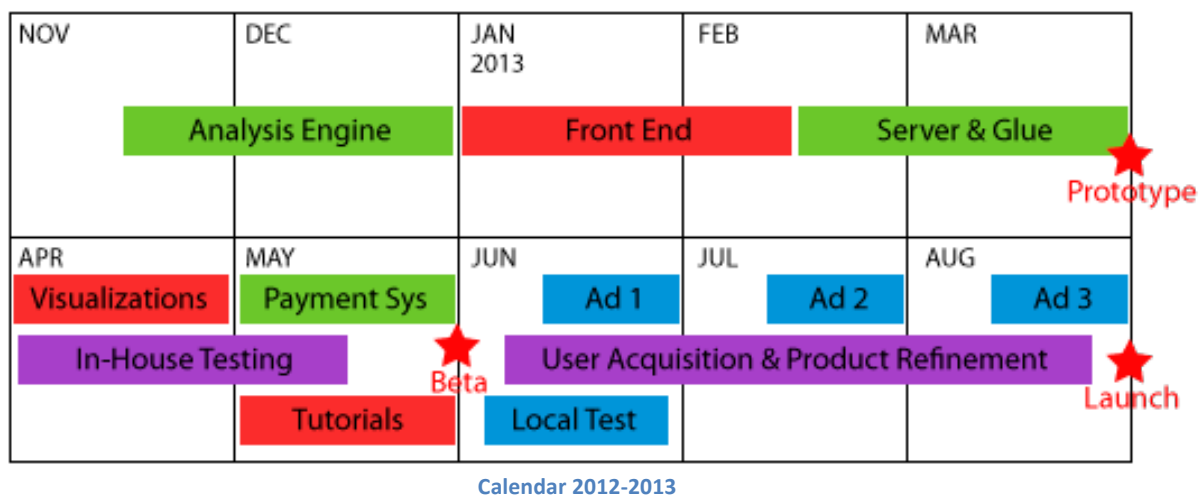 NOV
DEC
JAN
2013
FEB
MAR
Analysis Engine
Front End
Server & Glue
Prototype
APR
MAY
JUN
JUL
AUG
Visualizations
Payment Sys
Ad 1
Ad 2
Ad 3
In-House Testing
Beta
User Acquisition & Product Refinement
Launch
Tutorials
Local Test
Calendar 2012-2013